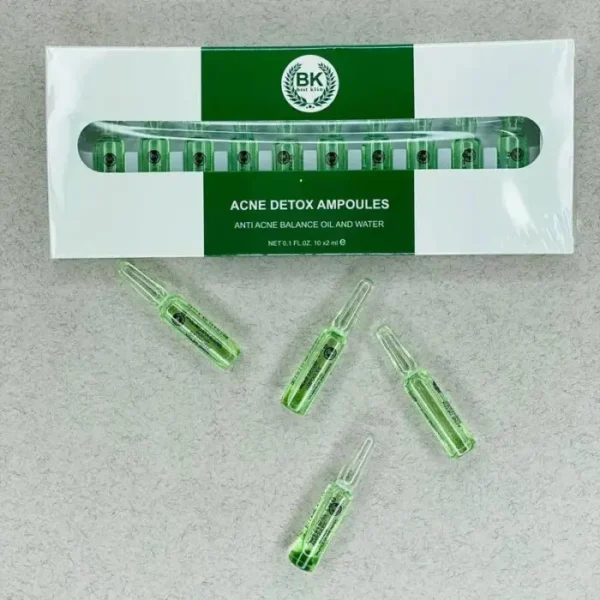 BK
best klin
ACNE DETOX AMPOULES
ANTI ACNE BALANCE OIL AND WATER
NET 0.1 FL.OZ. 10 x2 ml e